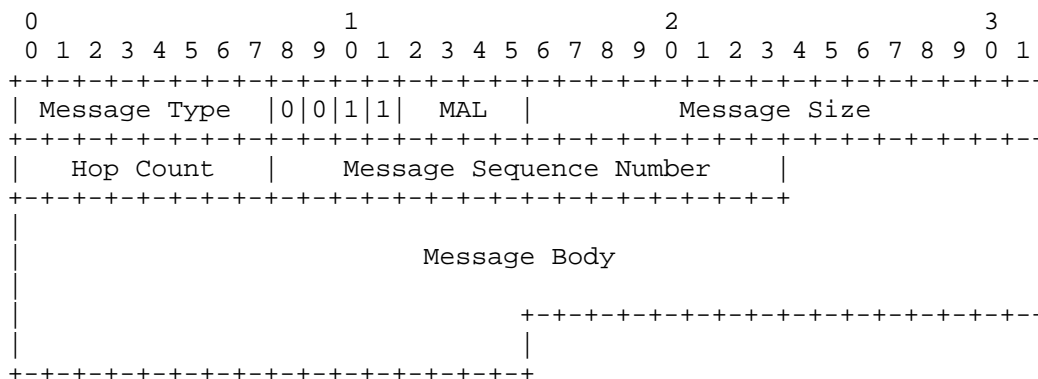 0                   1                   2                   3
0 1 2 3 4 5 6 7 8 9 0 1 2 3 4 5 6 7 8 9 0 1 2 3 4 5 6 7 8 9 0 1
+-+-+-+-+-+-+-+-+-+-+-+-+-+-+-+-+-+-+-+-+-+-+-+-+-+-+-+-+-+-+-+-
| Message Type  |0|0|1|1|  MAL  |         Message Size
+-+-+-+-+-+-+-+-+-+-+-+-+-+-+-+-+-+-+-+-+-+-+-+-+-+-+-+-+-+-+-+-
|   Hop Count   |    Message Sequence Number    |
+-+-+-+-+-+-+-+-+-+-+-+-+-+-+-+-+-+-+-+-+-+-+-+-+
|
|                         Message Body
|
|                               +-+-+-+-+-+-+-+-+-+-+-+-+-+-+-+-
|                               |
+-+-+-+-+-+-+-+-+-+-+-+-+-+-+-+-+